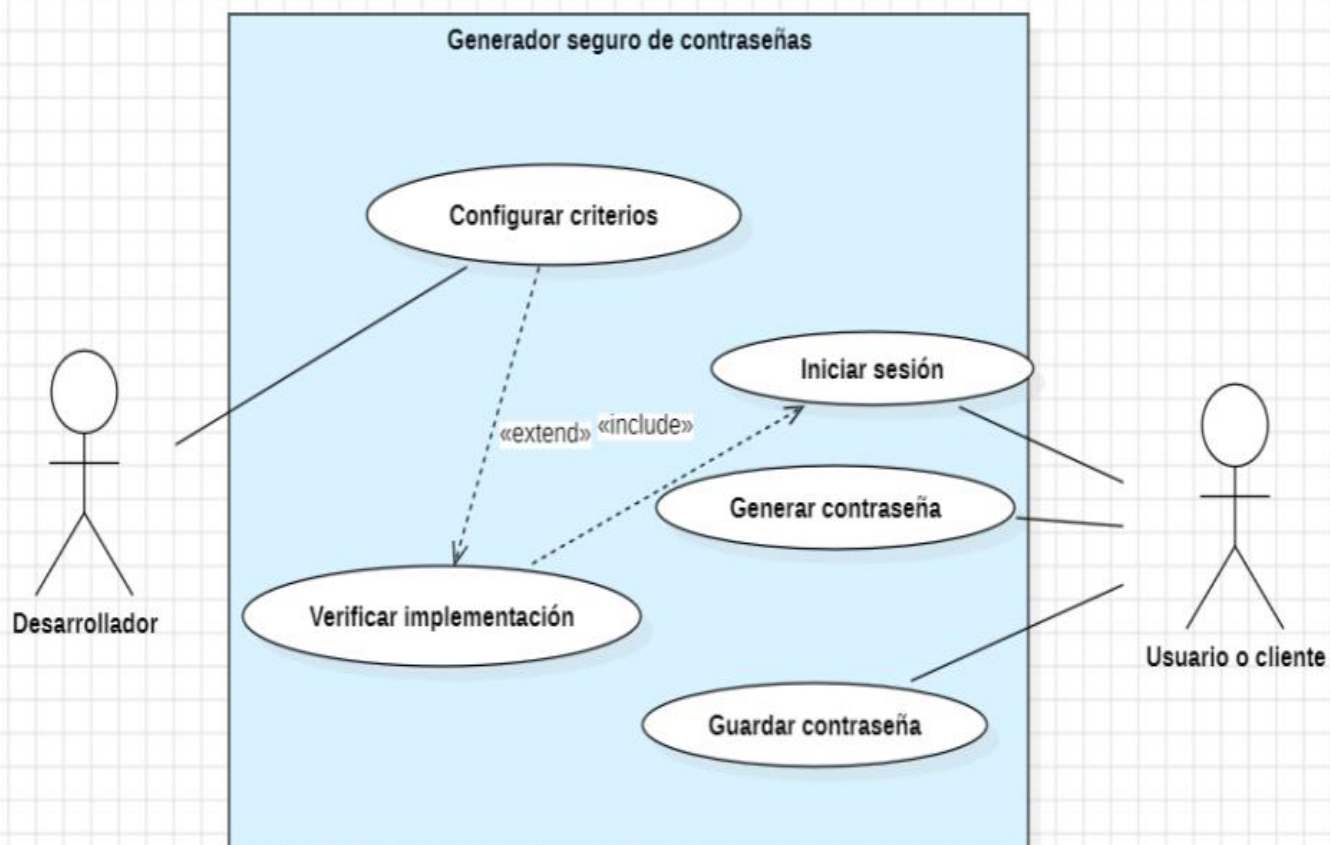 Generador seguro de contraseñas
Configurar criterios
Iniciar sesión
«extend»
«include»
Generar contraseña
Verificar implementación
Desarrollador
Usuario o cliente
Guardar contraseña